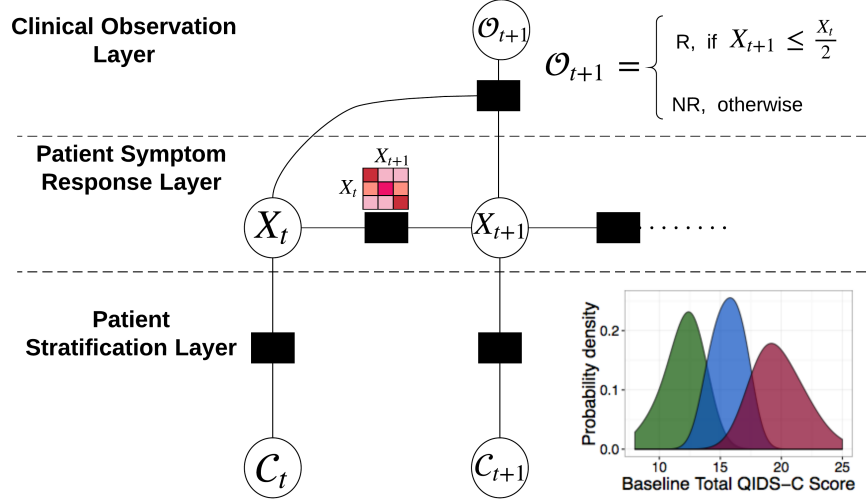 Clinical Observation
Layer
𝒪t+1
𝒪t+1 =
R, if Xt+1 ≤ Xt/2
NR, otherwise
Patient Symptom
Response Layer
Xt+1
Xt
Xt
Xt+1
. . . . . . . .
Patient
Stratification Layer
𝒞t
𝒞t+1
Probability density
0.2
0.1
0.0
10 15 20 25
Baseline Total QIDS−C Score